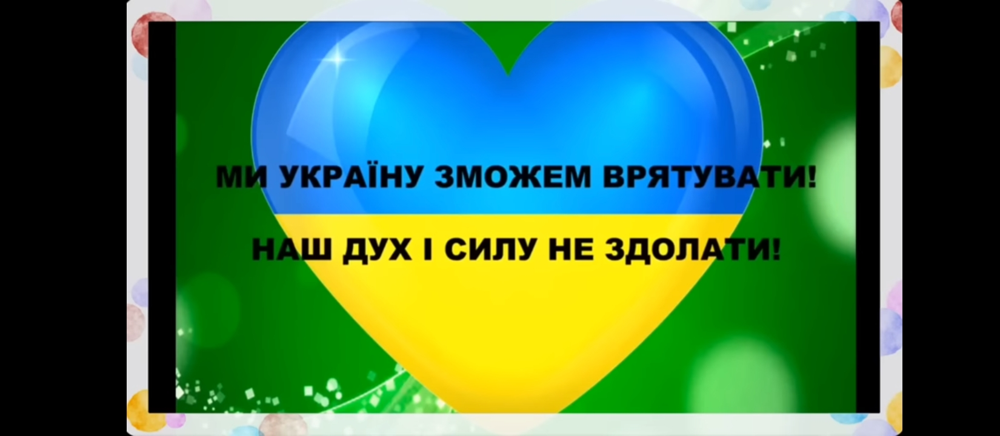 МИ УКРАЇНУ ЗМОЖЕМ ВРЯТУВАТИ!
НАШ ДУХ І СИЛУ НЕ ЗДОЛАТИ!